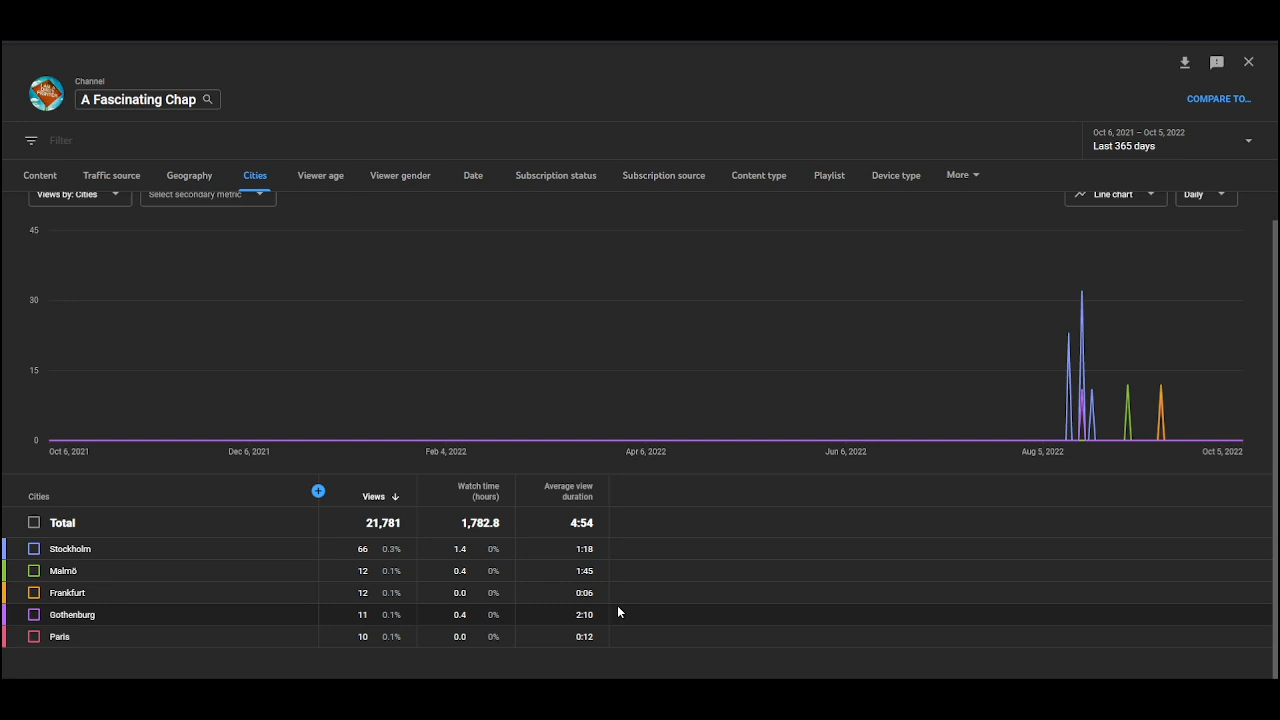 Channel
A Fascinating Chap
COMPARE TO...
Filter
Oct 6, 2021 – Oct 5, 2022
Last 365 days
Content Traffic source Geography Cities Viewer age Viewer gender Date Subscription status Subscription source Content type Playlist Device type More
Views by: Cities Select secondary metric Line chart Daily
45
30
15
0
Oct 6, 2021 Dec 6, 2021 Feb 4, 2022 Apr 6, 2022 Jun 6, 2022 Aug 5, 2022 Oct 5, 2022
Cities Views Watch time (hours) Average view duration
Total 21,781 1,782.8 4:54
Stockholm 66 0.3% 1.4 0% 1:18
Malmö 12 0.1% 0.4 0% 1:45
Frankfurt 12 0.1% 0.0 0% 0:06
Gothenburg 11 0.1% 0.4 0% 2:10
Paris 10 0.1% 0.0 0% 0:12